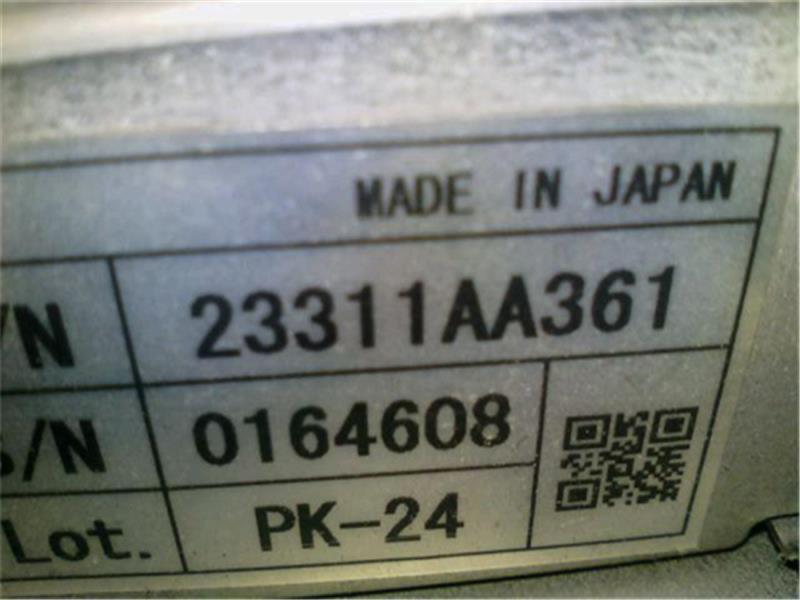 MADE IN JAPAN
/N 23311AA361
S/N 0164608
Lot. PK-24